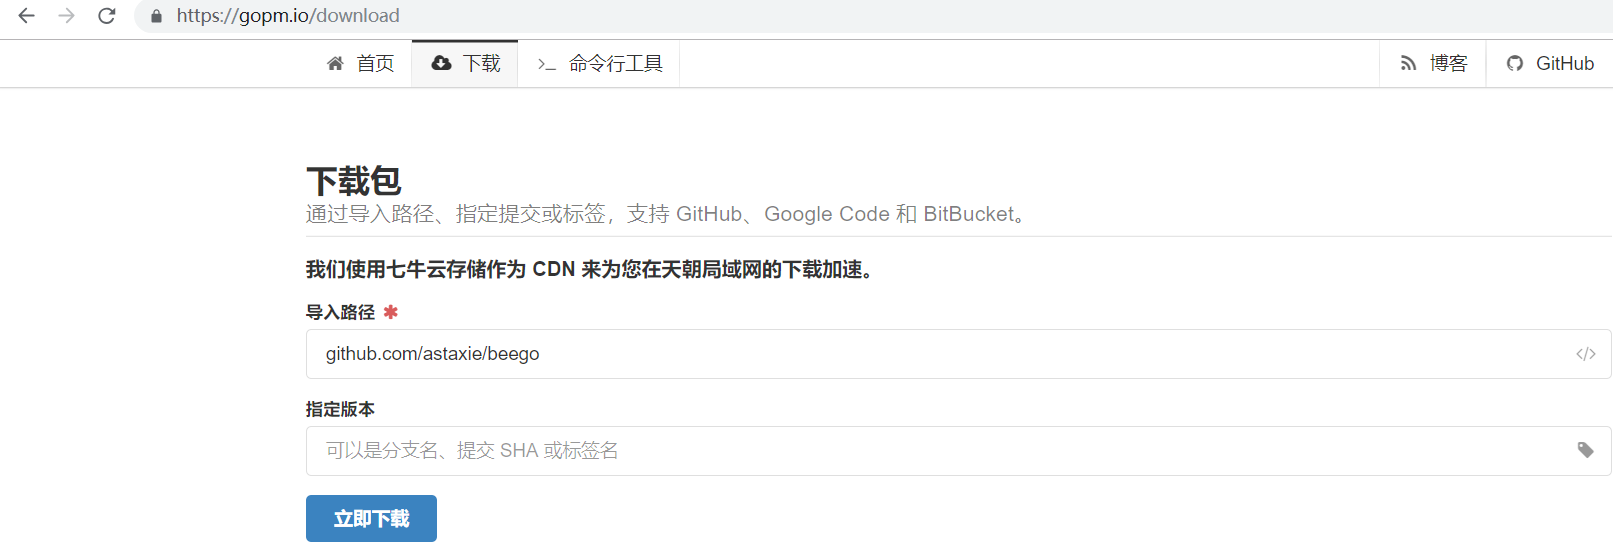 https://gopm.io/download
首页 下载 命令行工具 博客 GitHub
下载包
通过导入路径、指定提交或标签，支持 GitHub、Google Code 和 BitBucket。
我们使用七牛云存储作为 CDN 来为您在天朝局域网的下载加速。
导入路径 ✱
github.com/astaxie/beego
指定版本
可以是分支名、提交 SHA 或标签名
立即下载